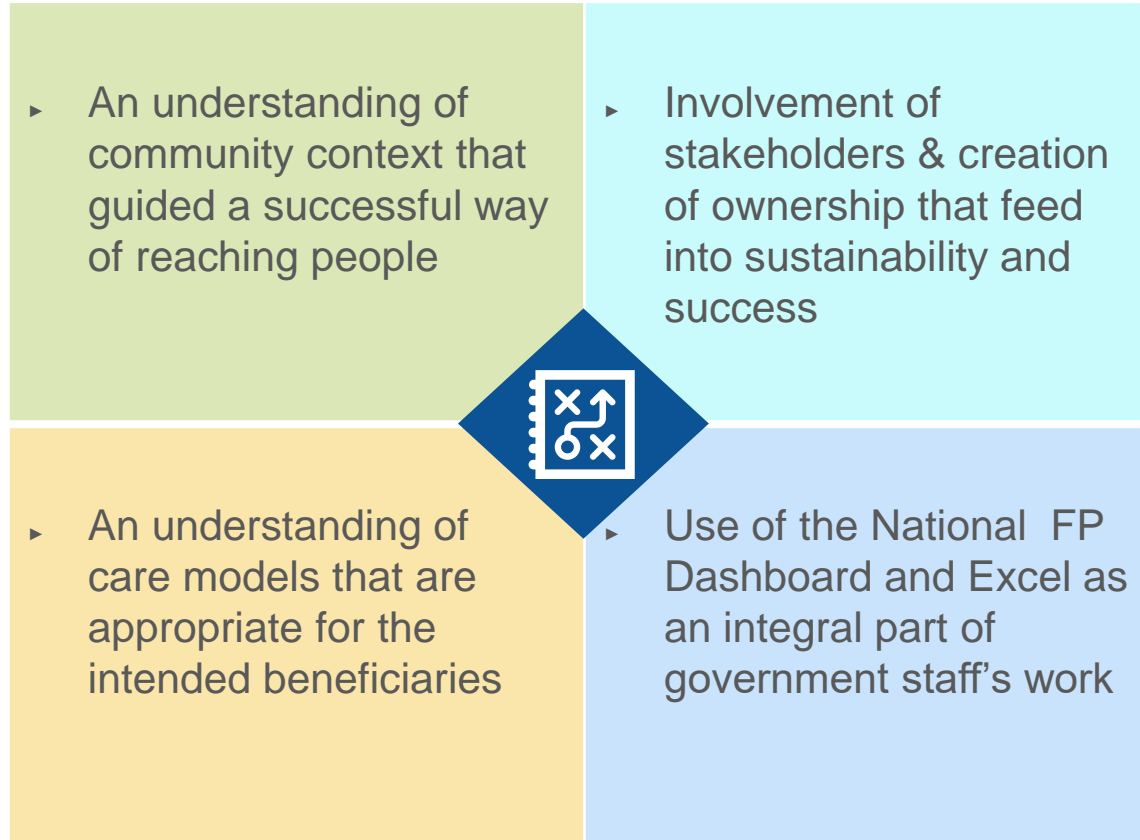 ► An understanding of
community context that
guided a successful way
of reaching people
► Involvement of
stakeholders & creation
of ownership that feed
into sustainability and
success
► An understanding of
care models that are
appropriate for the
intended beneficiaries
► Use of the National  FP
Dashboard and Excel as
an integral part of
government staff’s work